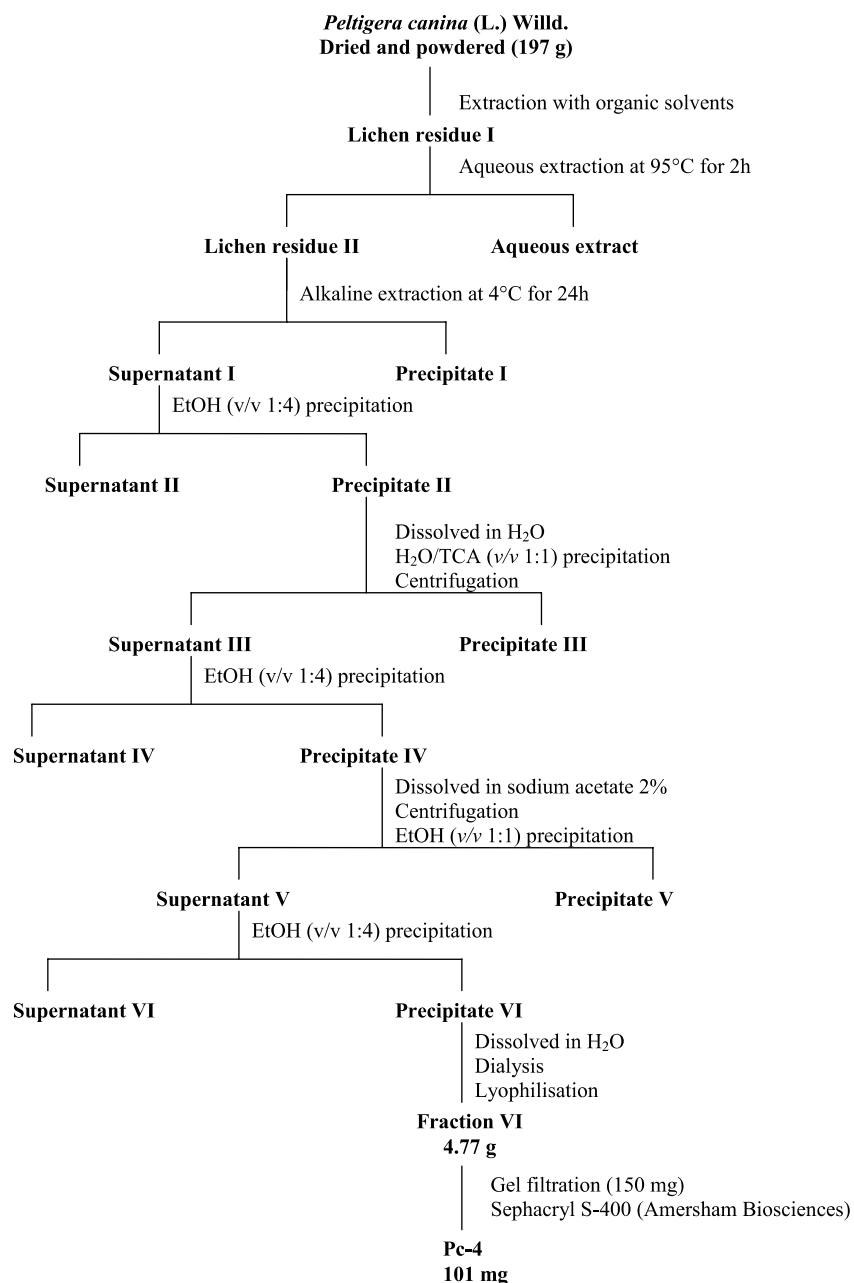 Peltigera canina (L.) Willd.
Dried and powdered (197 g)
Extraction with organic solvents
Lichen residue I
Aqueous extraction at 95°C for 2h
Lichen residue II
Aqueous extract
Alkaline extraction at 4°C for 24h
Supernatant I
Precipitate I
EtOH (v/v 1:4) precipitation
Supernatant II
Precipitate II
Dissolved in H₂O
H₂O/TCA (v/v 1:1) precipitation
Centrifugation
Supernatant III
Precipitate III
EtOH (v/v 1:4) precipitation
Supernatant IV
Precipitate IV
Dissolved in sodium acetate 2%
Centrifugation
EtOH (v/v 1:1) precipitation
Supernatant V
Precipitate V
EtOH (v/v 1:4) precipitation
Supernatant VI
Precipitate VI
Dissolved in H₂O
Dialysis
Lyophilisation
Fraction VI
4.77 g
Gel filtration (150 mg)
Sephacryl S-400 (Amersham Biosciences)
Pc-4
101 mg